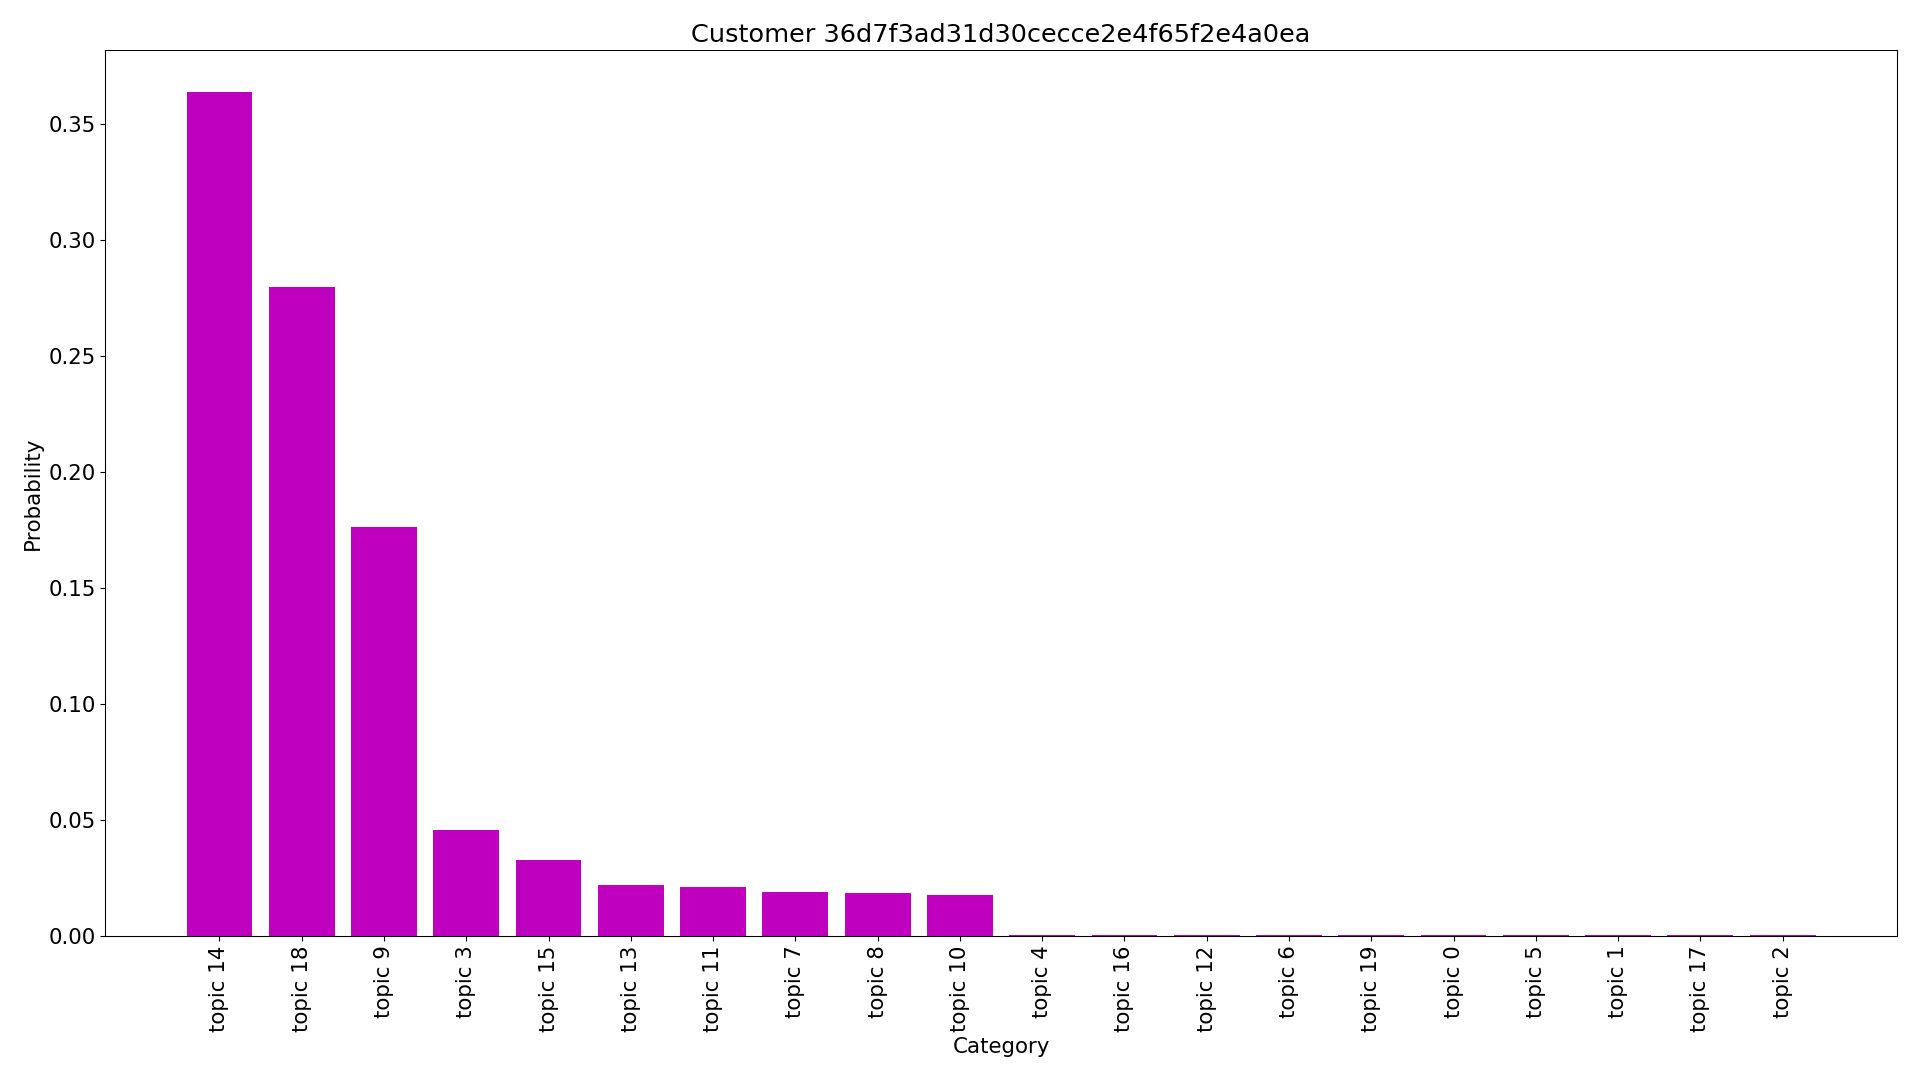 Customer 36d7f3ad31d30cecce2e4f65f2e4a0ea
Probability
0.35
0.30
0.25
0.20
0.15
0.10
0.05
0.00
topic 14
topic 18
topic 9
topic 3
topic 15
topic 13
topic 11
topic 7
topic 8
topic 10
topic 4
topic 16
topic 12
topic 6
topic 19
topic 0
topic 5
topic 1
topic 17
topic 2
Category